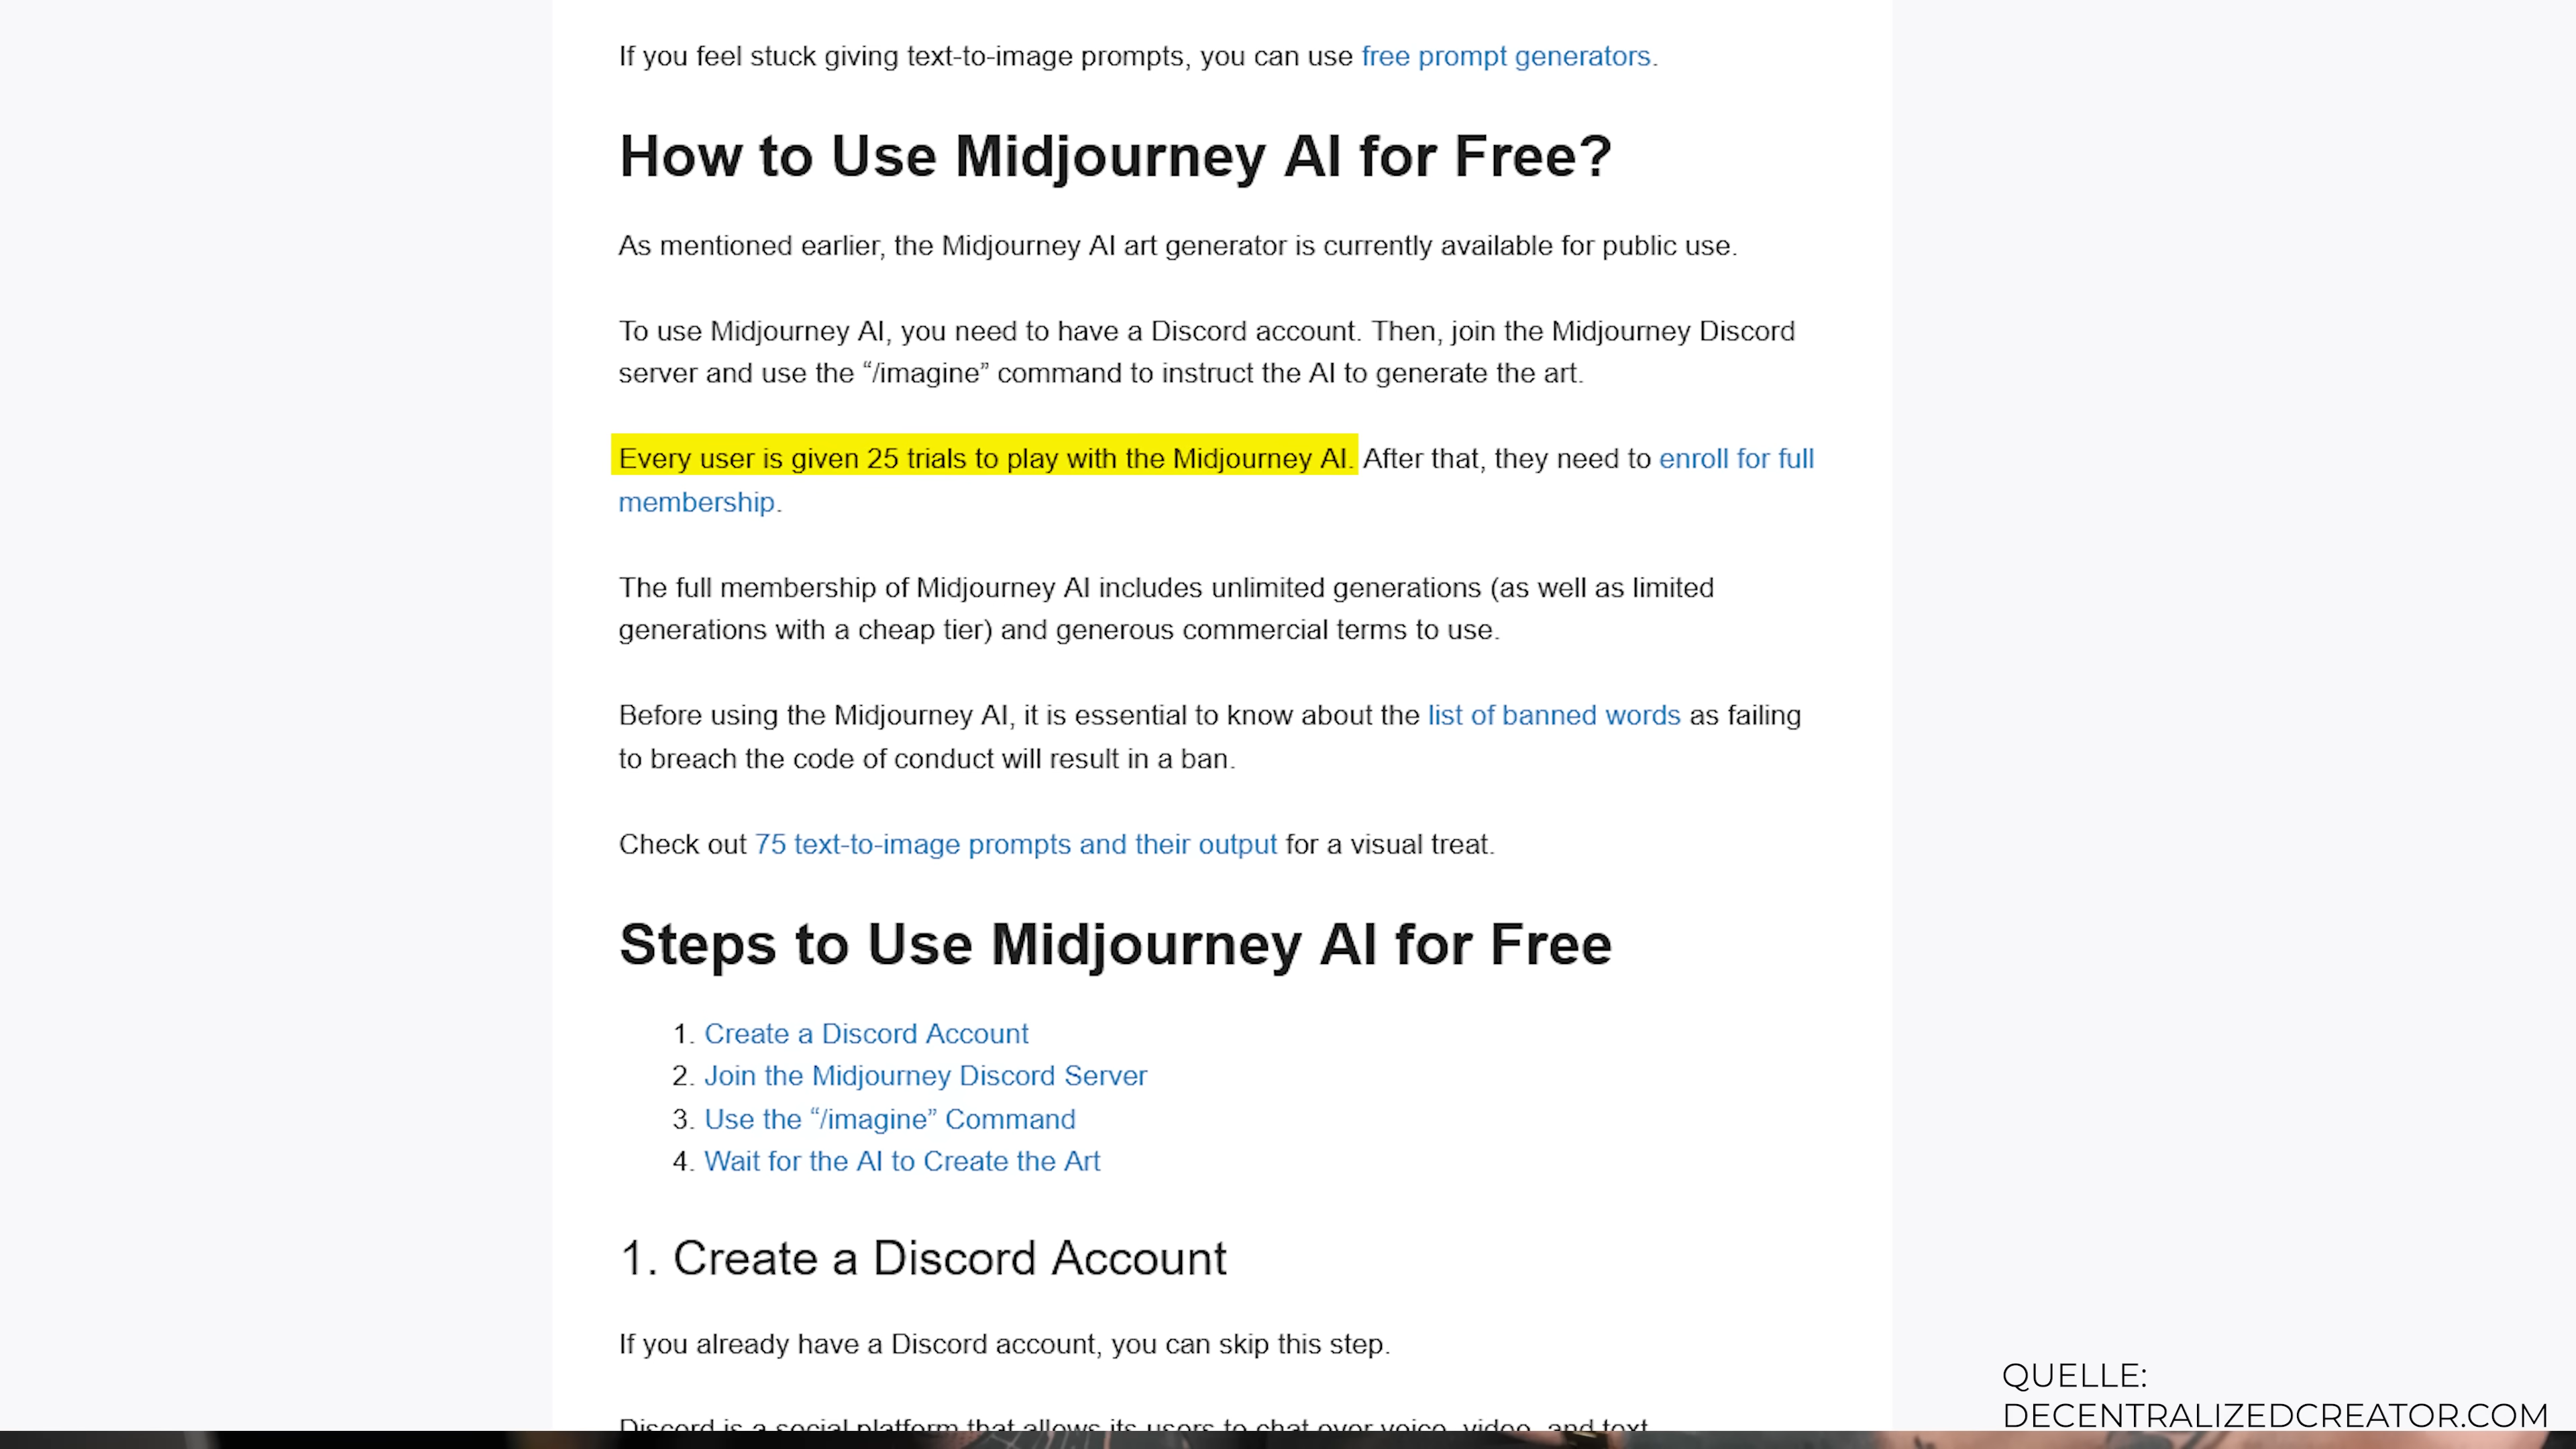 If you feel stuck giving text-to-image prompts, you can use free prompt generators.
How to Use Midjourney AI for Free?
As mentioned earlier, the Midjourney AI art generator is currently available for public use.
To use Midjourney AI, you need to have a Discord account. Then, join the Midjourney Discord
server and use the “/imagine” command to instruct the AI to generate the art.
Every user is given 25 trials to play with the Midjourney AI. After that, they need to enroll for full
membership.
The full membership of Midjourney AI includes unlimited generations (as well as limited
generations with a cheap tier) and generous commercial terms to use.
Before using the Midjourney AI, it is essential to know about the list of banned words as failing
to breach the code of conduct will result in a ban.
Check out 75 text-to-image prompts and their output for a visual treat.
Steps to Use Midjourney AI for Free
1. Create a Discord Account
2. Join the Midjourney Discord Server
3. Use the “/imagine” Command
4. Wait for the AI to Create the Art
1. Create a Discord Account
If you already have a Discord account, you can skip this step.
Discord is a social platform that allows its users to chat over voice, video, and text
QUELLE:
DECENTRALIZEDCREATOR.COM